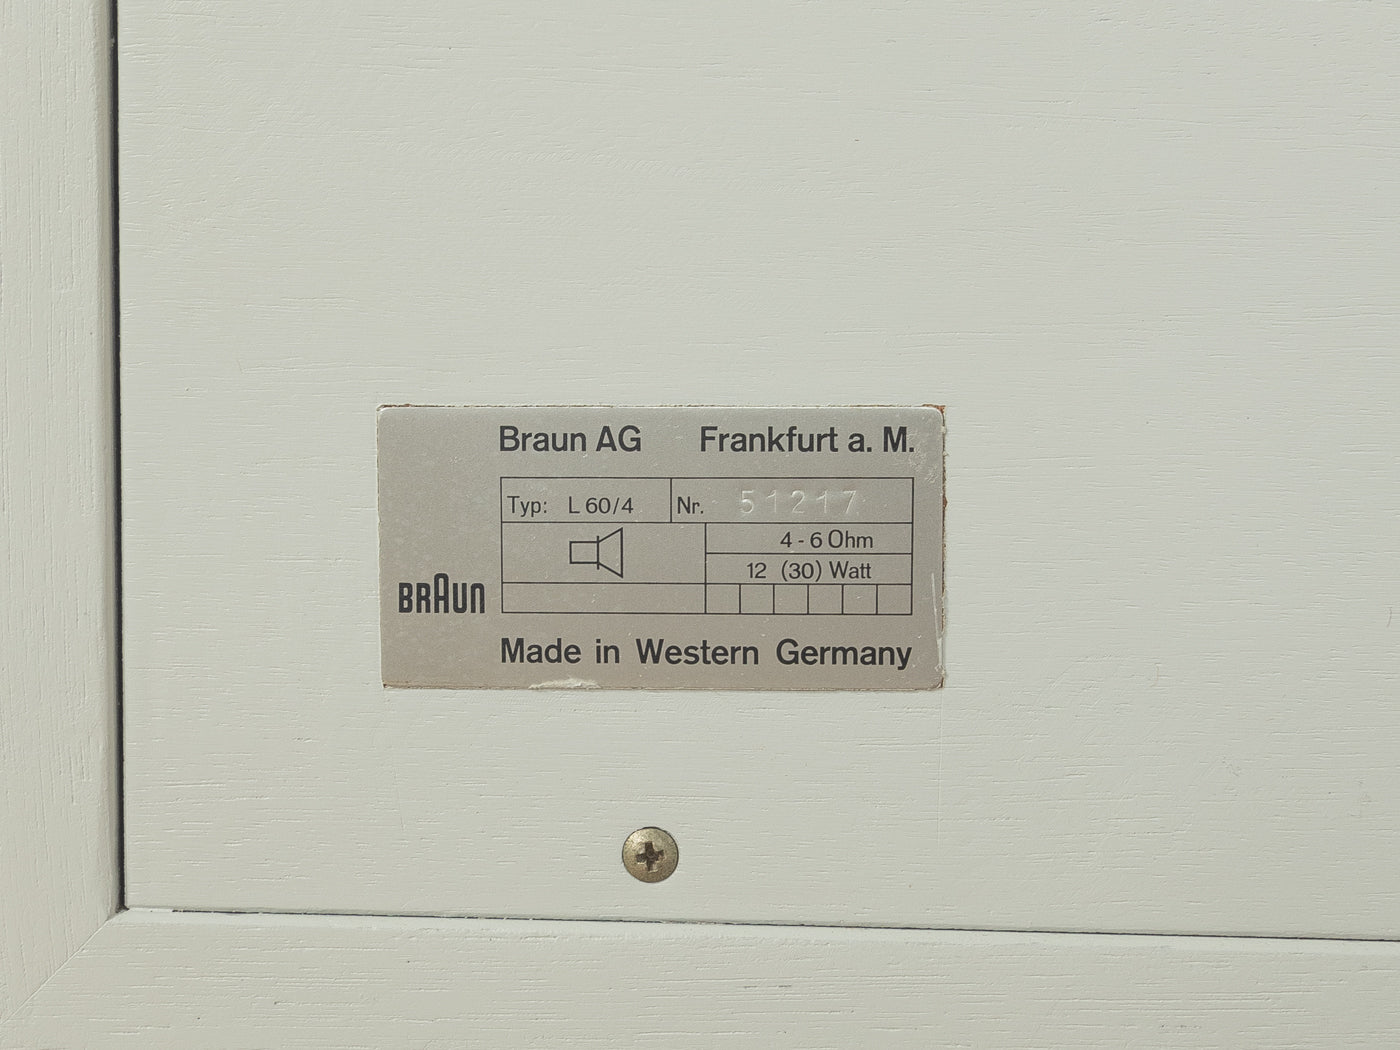 Braun AG Frankfurt a. M.
Typ: L 60/4 Nr. 51217
4 - 6 Ohm
12 (30) Watt
BRAUN
Made in Western Germany